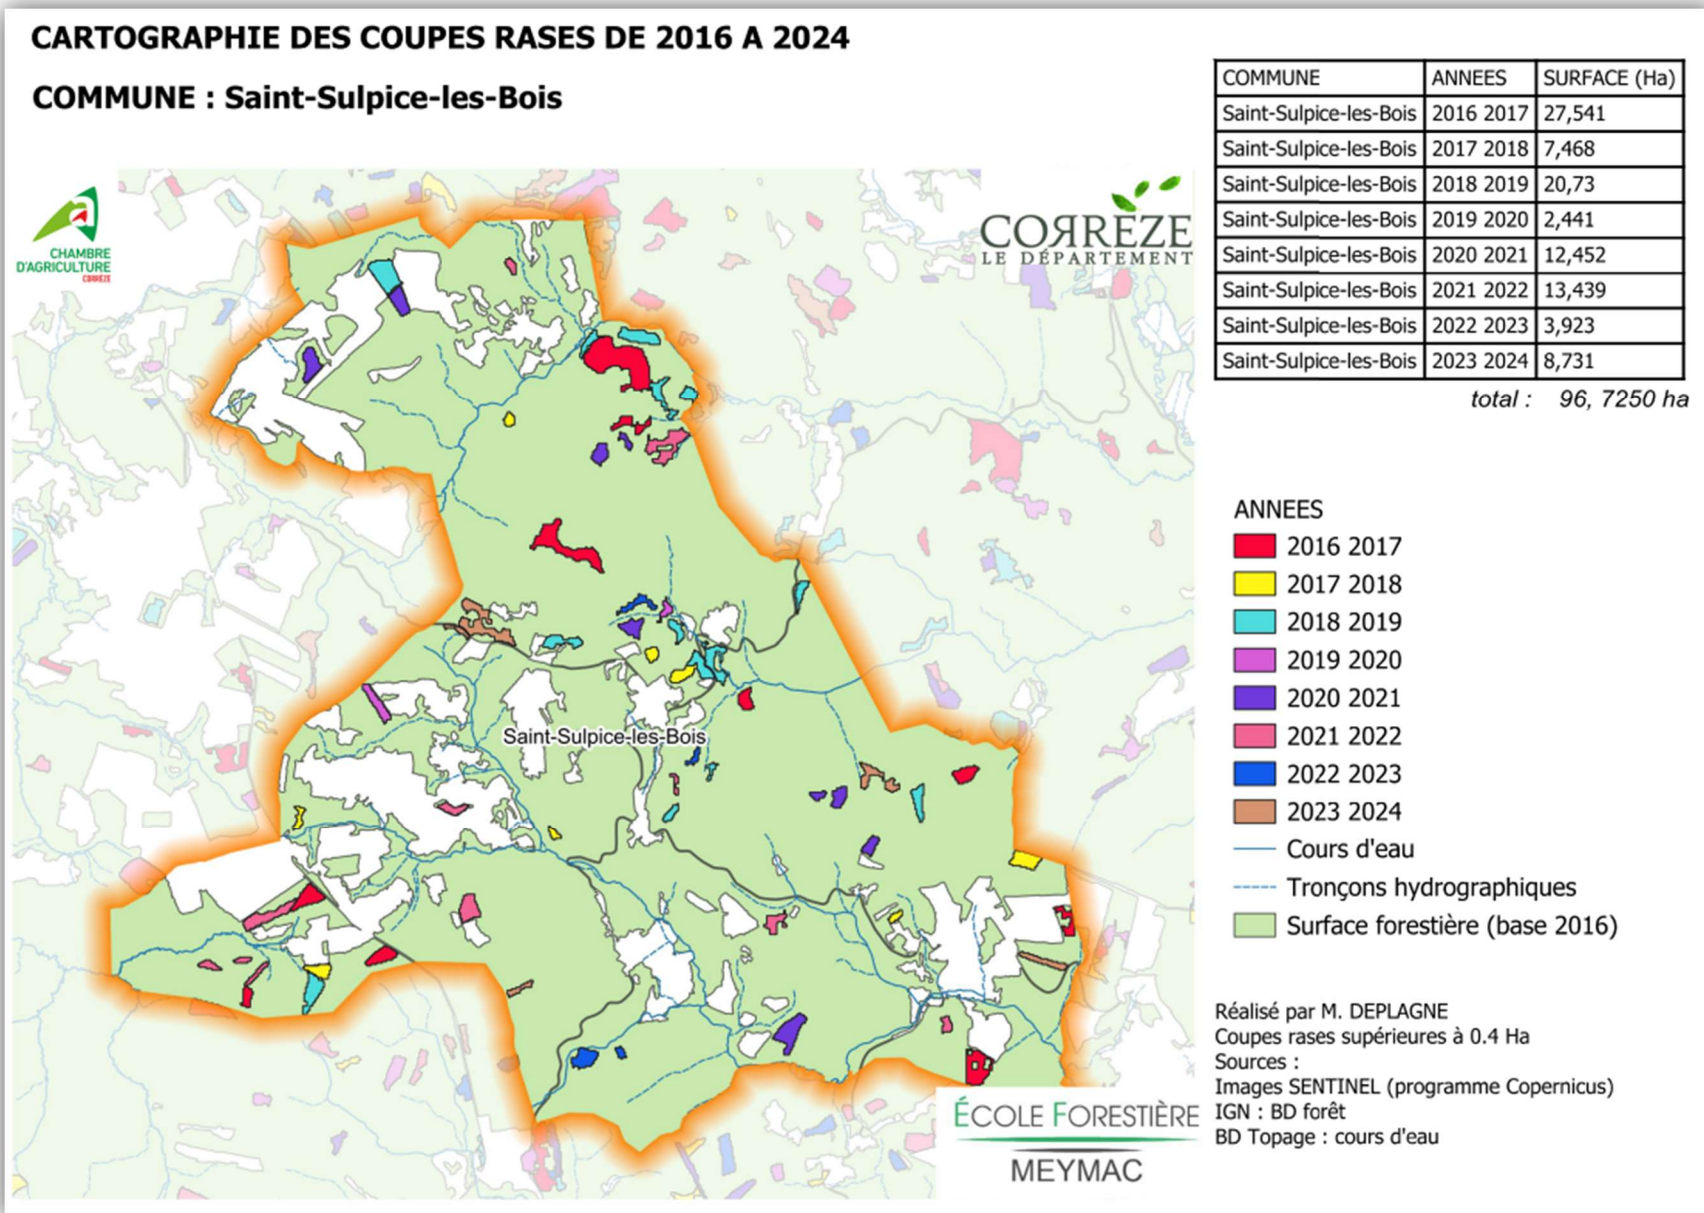 CARTOGRAPHIE DES COUPES RASES DE 2016 A 2024
COMMUNE : Saint-Sulpice-les-Bois
COMMUNE ANNEES SURFACE (Ha)
Saint-Sulpice-les-Bois 2016 2017 27,541
Saint-Sulpice-les-Bois 2017 2018 7,468
Saint-Sulpice-les-Bois 2018 2019 20,73
Saint-Sulpice-les-Bois 2019 2020 2,441
Saint-Sulpice-les-Bois 2020 2021 12,452
Saint-Sulpice-les-Bois 2021 2022 13,439
Saint-Sulpice-les-Bois 2022 2023 3,923
Saint-Sulpice-les-Bois 2023 2024 8,731
total : 96, 7250 ha
a
CHAMBRE
D'AGRICULTURE
CORRÈZE
CORRÈZE
LE DÉPARTEMENT
Saint-Sulpice-les-Bois
ANNEES
2016 2017
2017 2018
2018 2019
2019 2020
2020 2021
2021 2022
2022 2023
2023 2024
Cours d'eau
Tronçons hydrographiques
Surface forestière (base 2016)
Réalisé par M. DEPLAGNE
Coupes rases supérieures à 0.4 Ha
Sources :
Images SENTINEL (programme Copernicus)
IGN : BD forêt
BD Topage : cours d'eau
ÉCOLE FORESTIÈRE
MEYMAC